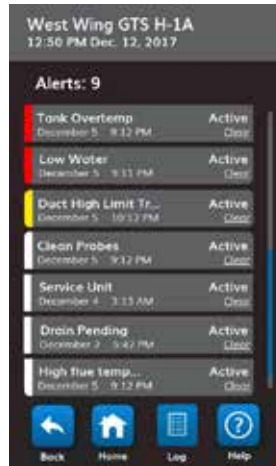 West Wing GTS H-1A
12:50 PM Dec. 12, 2017
Alerts: 9
Tank Overtemp Active
December 5 9:12 PM Clear
Low Water Active
December 5 9:11 PM Clear
Duct High Limit Tr... Active
December 5 10:12 PM Clear
Clean Probes Active
December 5 9:12 PM Clear
Service Unit Active
December 4 3:15 AM Clear
Drain Pending Active
December 2 5:42 PM Clear
High flue temp... Active
December 5 9:12 PM Clear
Back Home Log Help